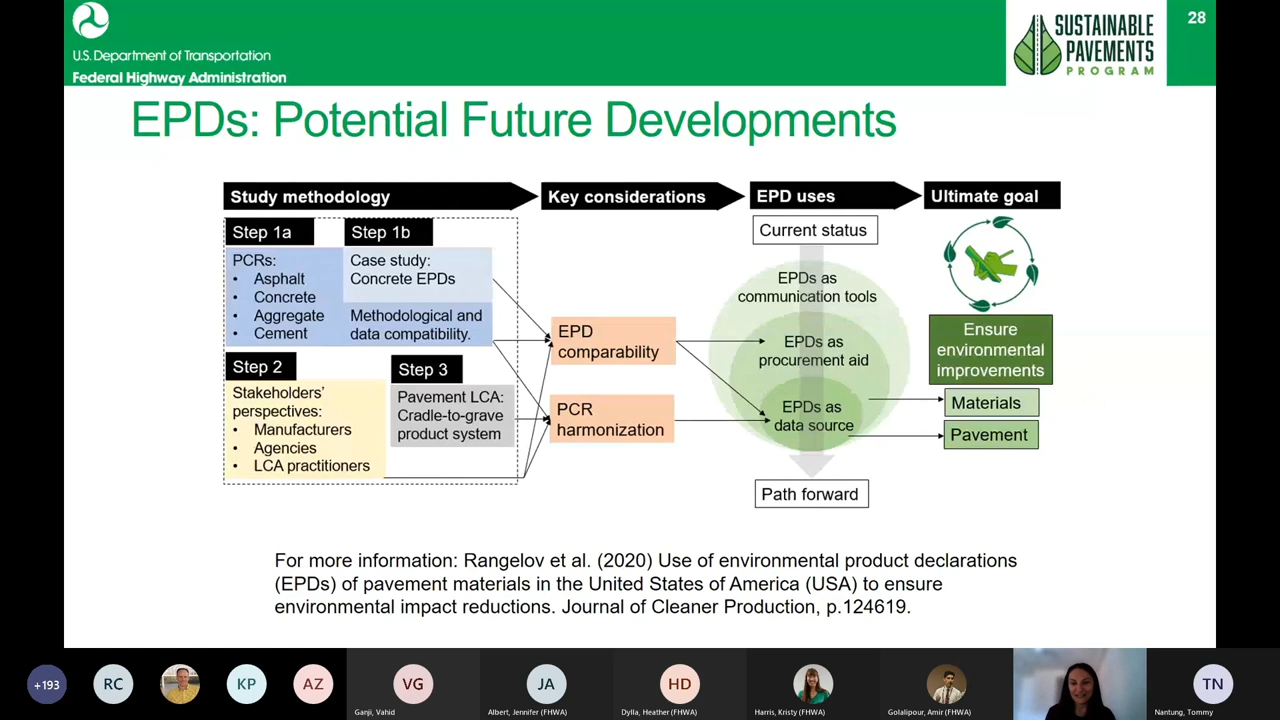 U.S. Department of Transportation
Federal Highway Administration
SUSTAINABLE
PAVEMENTS
PROGRAM
28
EPDs: Potential Future Developments
Study methodology
Key considerations
EPD uses
Ultimate goal
Step 1a
PCRs:
• Asphalt
• Concrete
• Aggregate
• Cement
Step 1b
Case study:
Concrete EPDs
Methodological and
data compatibility.
Step 2
Stakeholders'
perspectives:
• Manufacturers
• Agencies
• LCA practitioners
Step 3
Pavement LCA:
Cradle-to-grave
product system
EPD
comparability
PCR
harmonization
Current status
EPDs as
communication tools
EPDs as
procurement aid
EPDs as
data source
Path forward
Ensure
environmental
improvements
Materials
Pavement
For more information: Rangelov et al. (2020) Use of environmental product declarations
(EPDs) of pavement materials in the United States of America (USA) to ensure
environmental impact reductions. Journal of Cleaner Production, p.124619.
+193
RC
KP
AZ
VG
Ganji, Vahid
JA
Albert, Jennifer (FHWA)
HD
Dylla, Heather (FHWA)
Harris, Kristy (FHWA)
Golalipour, Amir (FHWA)
TN
Nantung, Tommy